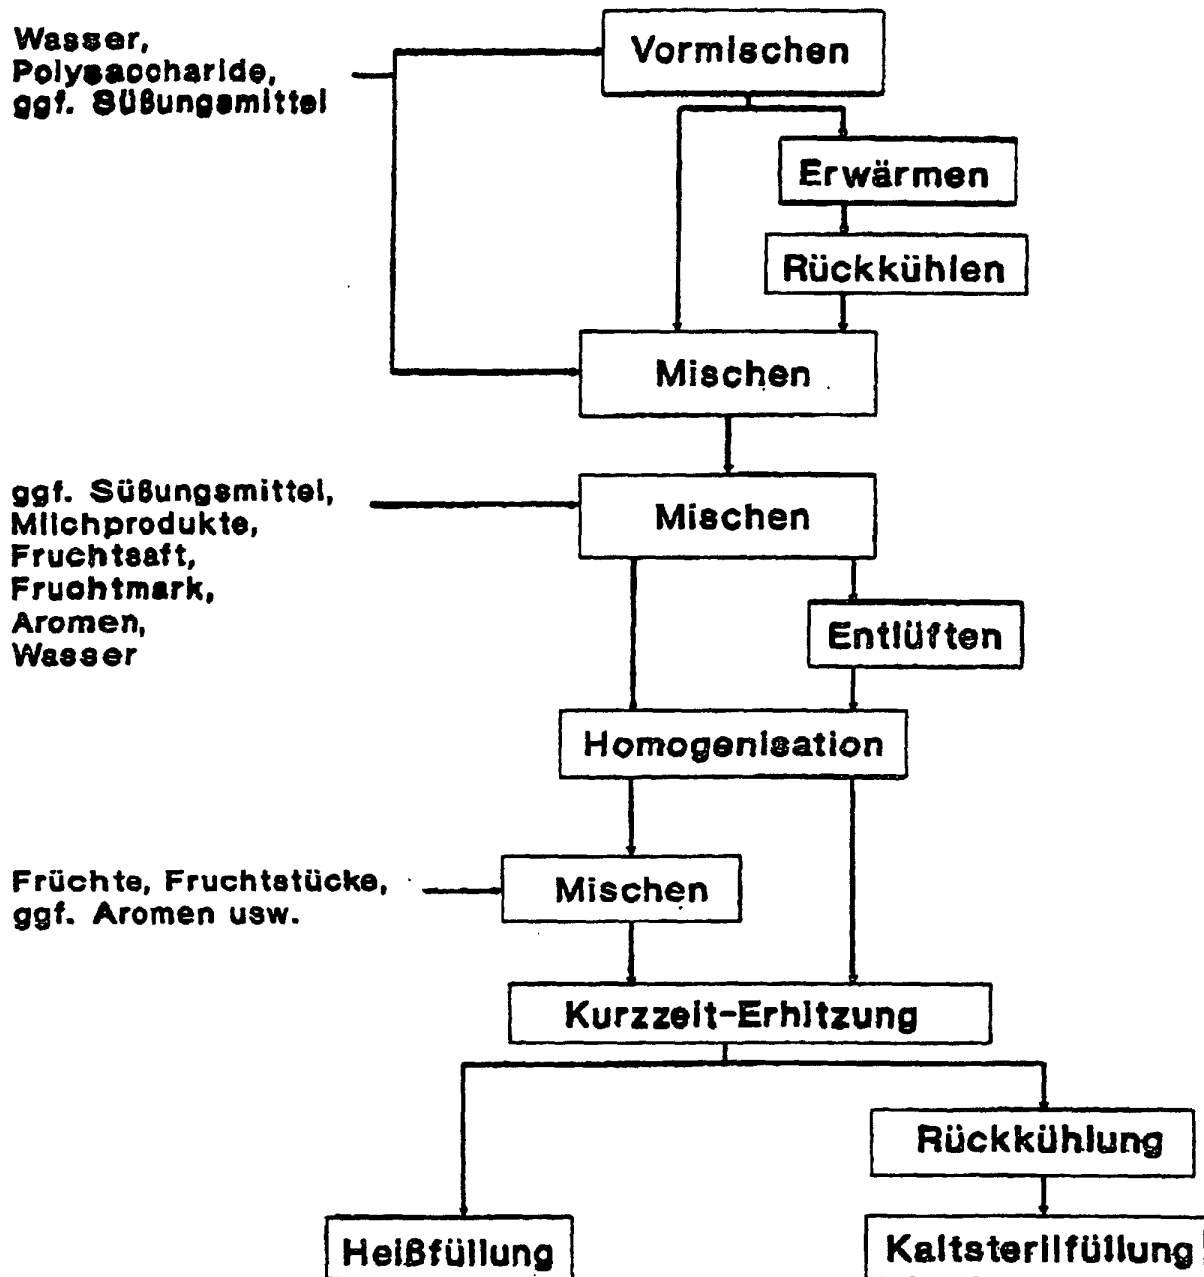 Wasser,
Polysaccharide,
ggf. Süßungsmittel
Vormischen
Erwärmen
Rückkühlen
Mischen
ggf. Süßungsmittel,
Milchprodukte,
Fruchtsaft,
Fruchtmark,
Aromen,
Wasser
Mischen
Entlüften
Homogenisation
Früchte, Fruchtstücke,
ggf. Aromen usw.
Mischen
Kurzzeit-Erhitzung
Rückkühlung
Heißfüllung
Kaltsterilfüllung